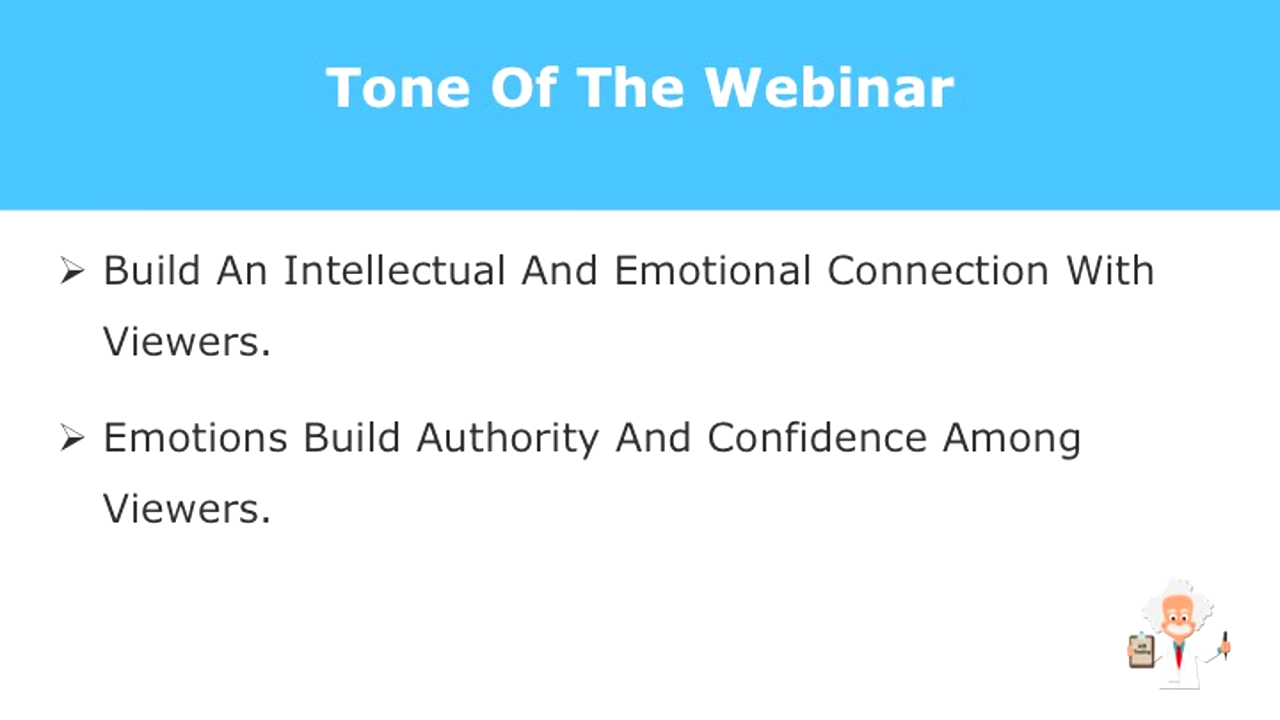 Tone Of The Webinar
➢ Build An Intellectual And Emotional Connection With
Viewers.
➢ Emotions Build Authority And Confidence Among
Viewers.